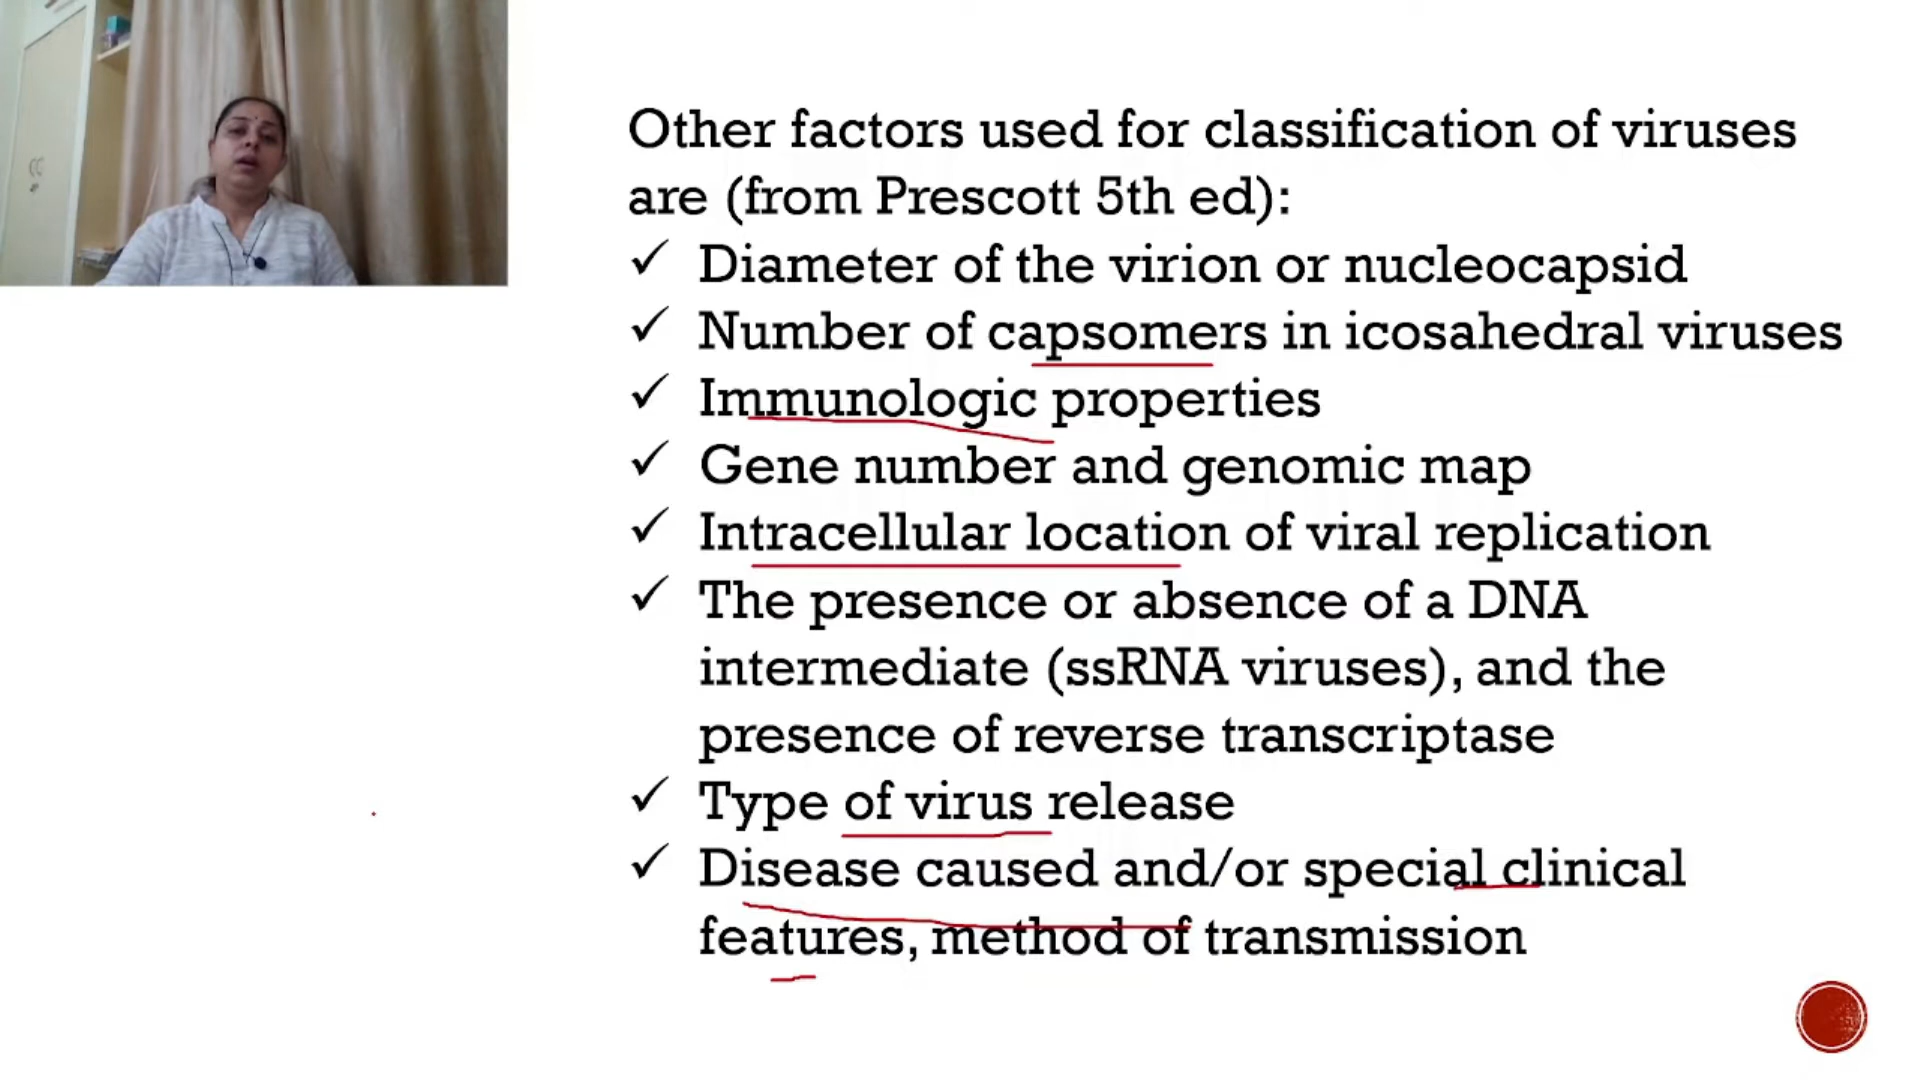 Other factors used for classification of viruses
are (from Prescott 5th ed):
✓ Diameter of the virion or nucleocapsid
✓ Number of capsomers in icosahedral viruses
✓ Immunologic properties
✓ Gene number and genomic map
✓ Intracellular location of viral replication
✓ The presence or absence of a DNA
intermediate (ssRNA viruses), and the
presence of reverse transcriptase
✓ Type of virus release
✓ Disease caused and/or special clinical
features, method of transmission